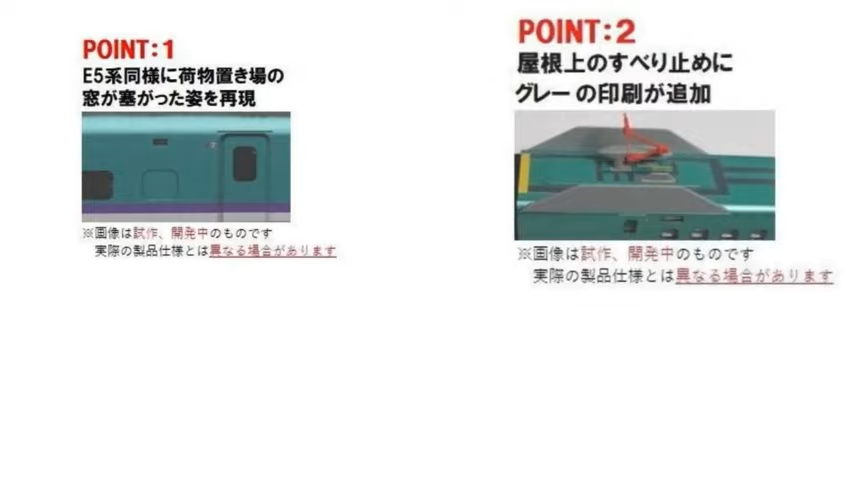 POINT:1
E5系同様に荷物置き場の
窓が塞がった姿を再現
※画像は試作、開発中のものです
実際の製品仕様とは異なる場合があります
POINT:2
屋根上のすべり止めに
グレーの印刷が追加
※画像は試作、開発中のものです
実際の製品仕様とは異なる場合があります